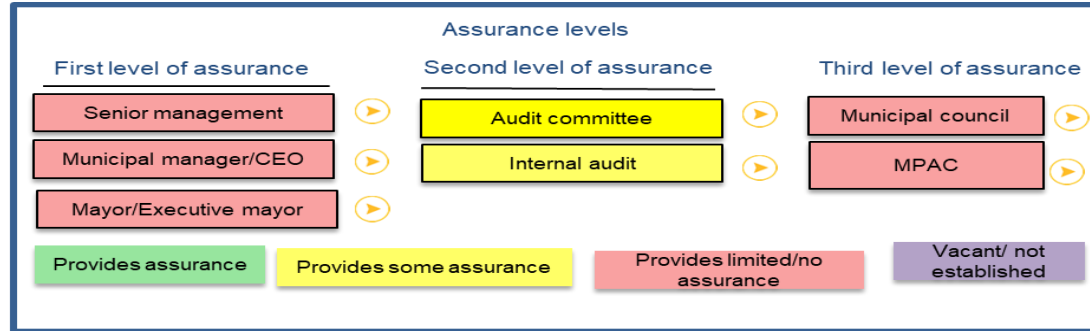 Assurance levels
First level of assurance
Second level of assurance
Third level of assurance
Senior management
Audit committee
Municipal council
Municipal manager/CEO
Internal audit
MPAC
Mayor/Executive mayor
Provides assurance
Provides some assurance
Provides limited/no
assurance
Vacant/ not
established